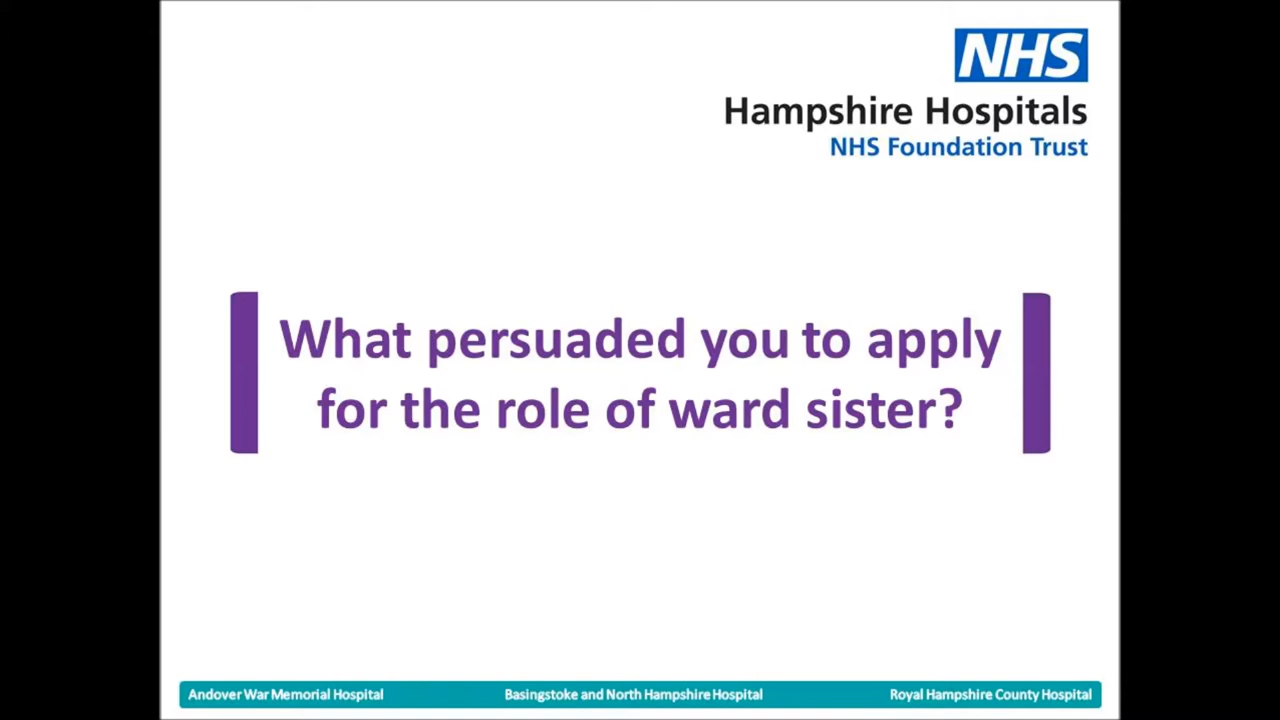 NHS
Hampshire Hospitals
NHS Foundation Trust
What persuaded you to apply
for the role of ward sister?
Andover War Memorial Hospital
Basingstoke and North Hampshire Hospital
Royal Hampshire County Hospital